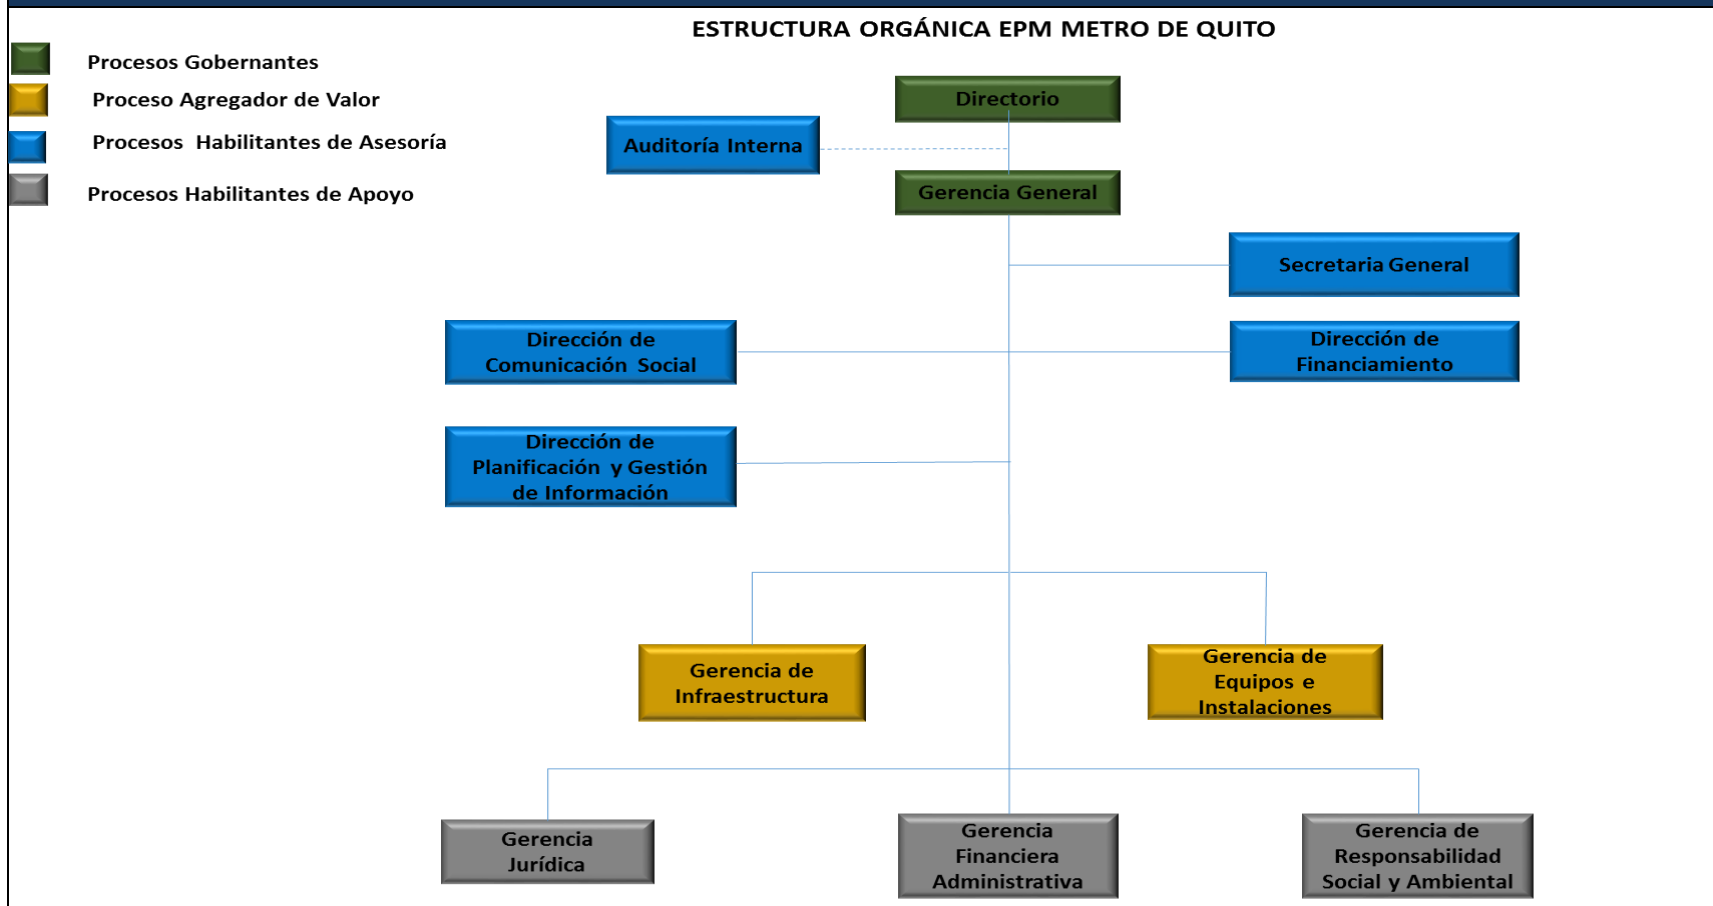 ESTRUCTURA ORGÁNICA EPM METRO DE QUITO
Procesos Gobernantes
Proceso Agregador de Valor
Procesos Habilitantes de Asesoría
Procesos Habilitantes de Apoyo
Directorio
Auditoría Interna
Gerencia General
Secretaria General
Dirección de
Comunicación Social
Dirección de
Financiamiento
Dirección de
Planificación y Gestión
de Información
Gerencia de
Infraestructura
Gerencia de
Equipos e
Instalaciones
Gerencia
Jurídica
Gerencia
Financiera
Administrativa
Gerencia de
Responsabilidad
Social y Ambiental